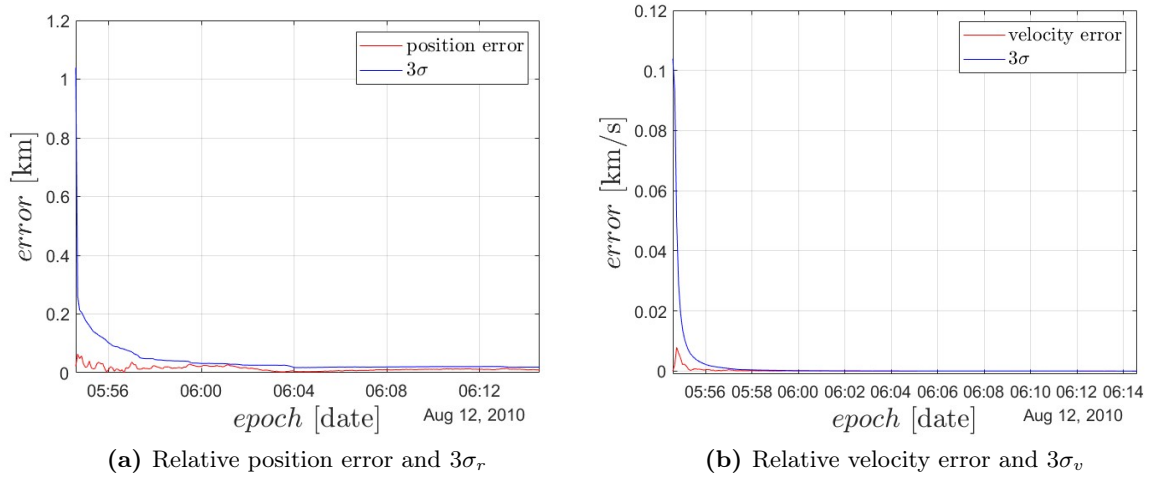 1.2
1
0.8
0.6
0.4
0.2
0
error [km]
position error
3σ
05:56 06:00 06:04 06:08 06:12
epoch [date]
Aug 12, 2010
(a) Relative position error and 3σᵣ
0.12
0.1
0.08
0.06
0.04
0.02
0
error [km/s]
velocity error
3σ
05:56 05:58 06:00 06:02 06:04 06:06 06:08 06:10 06:12 06:14
epoch [date]
Aug 12, 2010
(b) Relative velocity error and 3σᵥ